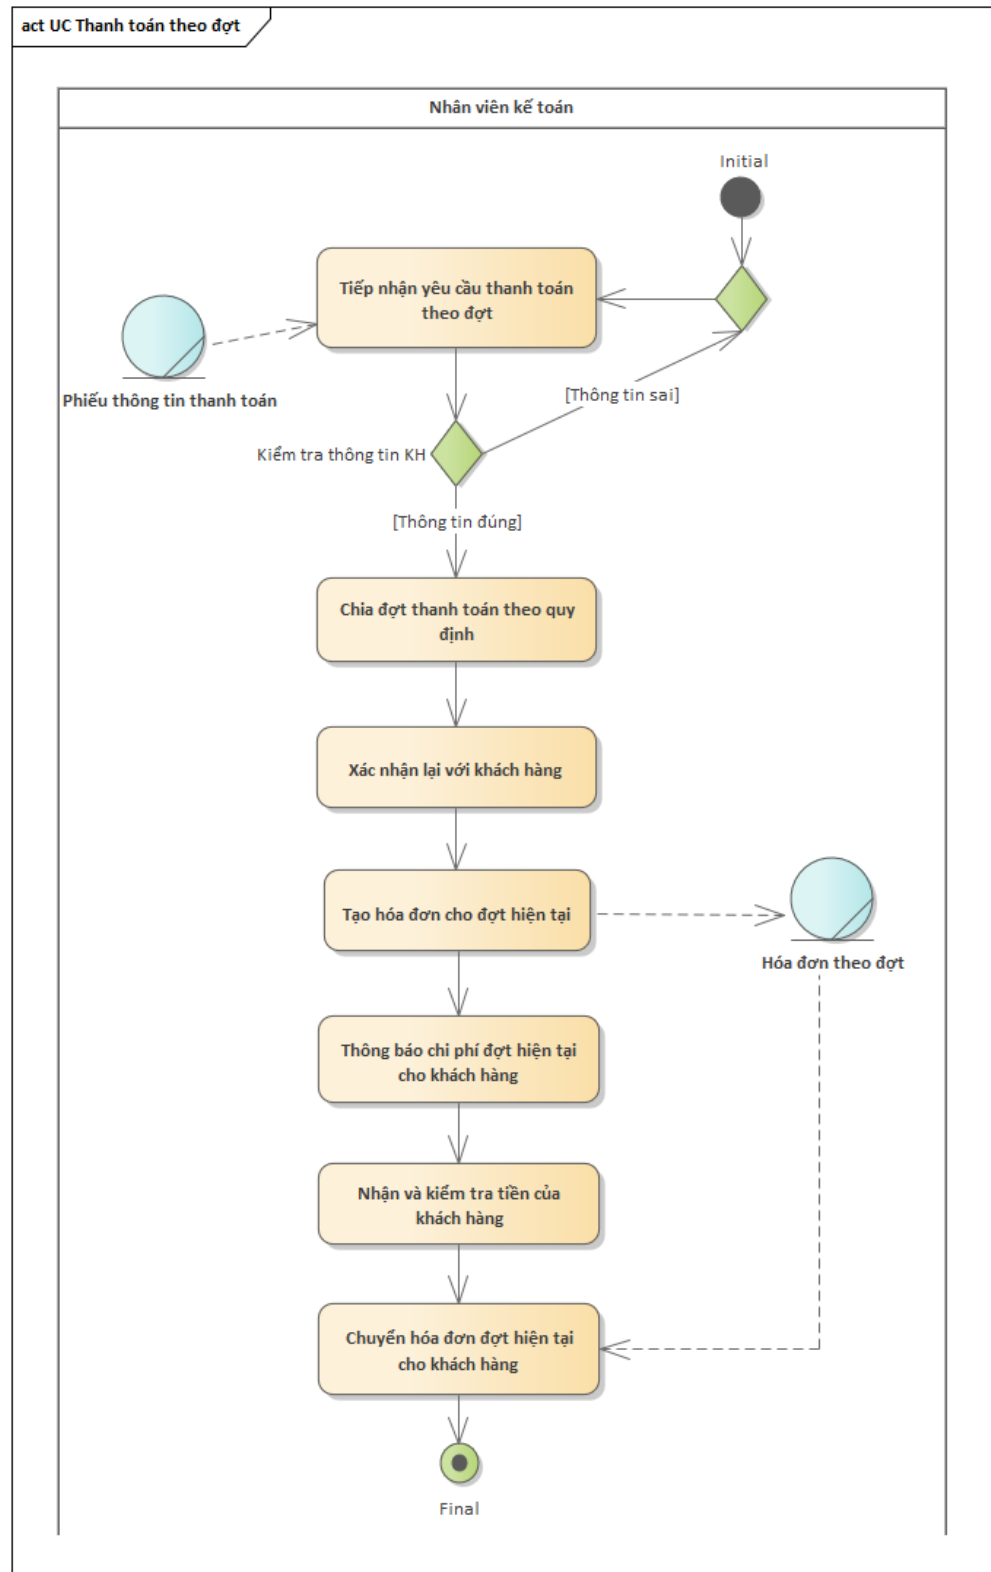 act UC Thanh toán theo đợt
Nhân viên kế toán
Initial
Tiếp nhận yêu cầu thanh toán
theo đợt
Phiếu thông tin thanh toán
[Thông tin sai]
Kiểm tra thông tin KH
[Thông tin đúng]
Chia đợt thanh toán theo quy
định
Xác nhận lại với khách hàng
Tạo hóa đơn cho đợt hiện tại
Hóa đơn theo đợt
Thông báo chi phí đợt hiện tại
cho khách hàng
Nhận và kiểm tra tiền của
khách hàng
Chuyển hóa đơn đợt hiện tại
cho khách hàng
Final